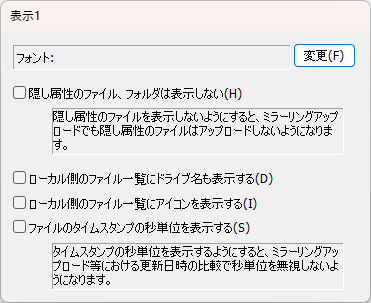 表示1
フォント: 変更(F)
隠し属性のファイル、フォルダは表示しない(H)
隠し属性のファイルを表示しないようにすると、ミラーリングアップ
ロードでも隠し属性のファイルはアップロードしないようになりま
す。
ローカル側のファイル一覧にドライブ名も表示する(D)
ローカル側のファイル一覧にアイコンを表示する(I)
ファイルのタイムスタンプの秒単位を表示する(S)
タイムスタンプの秒単位を表示するようにすると、ミラーリングアッ
プロード等における更新日時の比較で秒単位を無視しないよ
うになります。